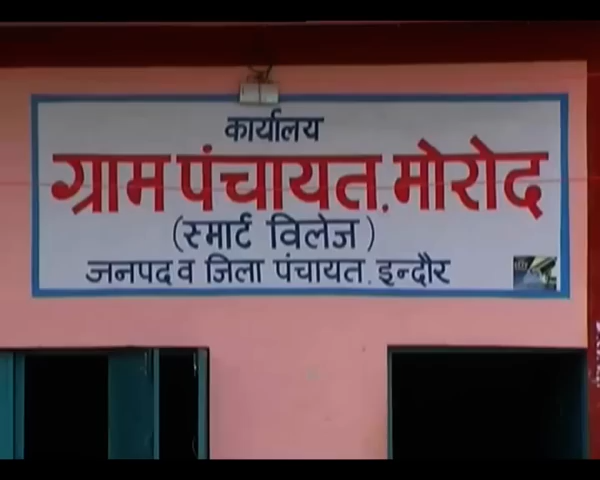 कार्यालय
ग्राम पंचायत, मोरोद
(स्मार्ट विलेज)
जनपद व जिला पंचायत. इन्दौर